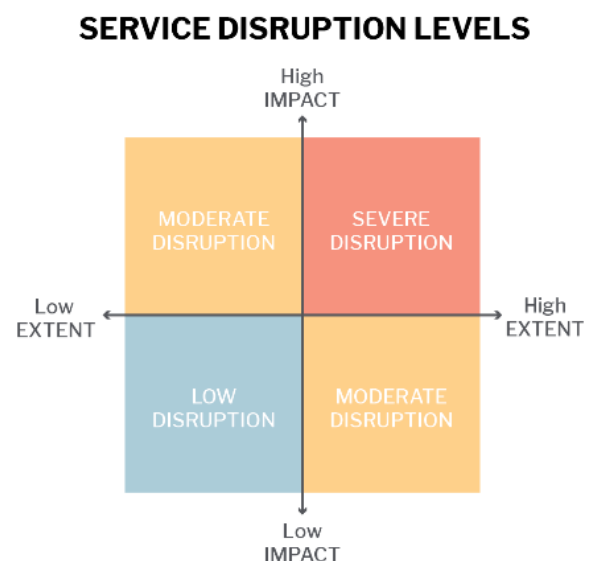 SERVICE DISRUPTION LEVELS
High
IMPACT
MODERATE
DISRUPTION
SEVERE
DISRUPTION
Low
EXTENT
High
EXTENT
LOW
DISRUPTION
MODERATE
DISRUPTION
Low
IMPACT